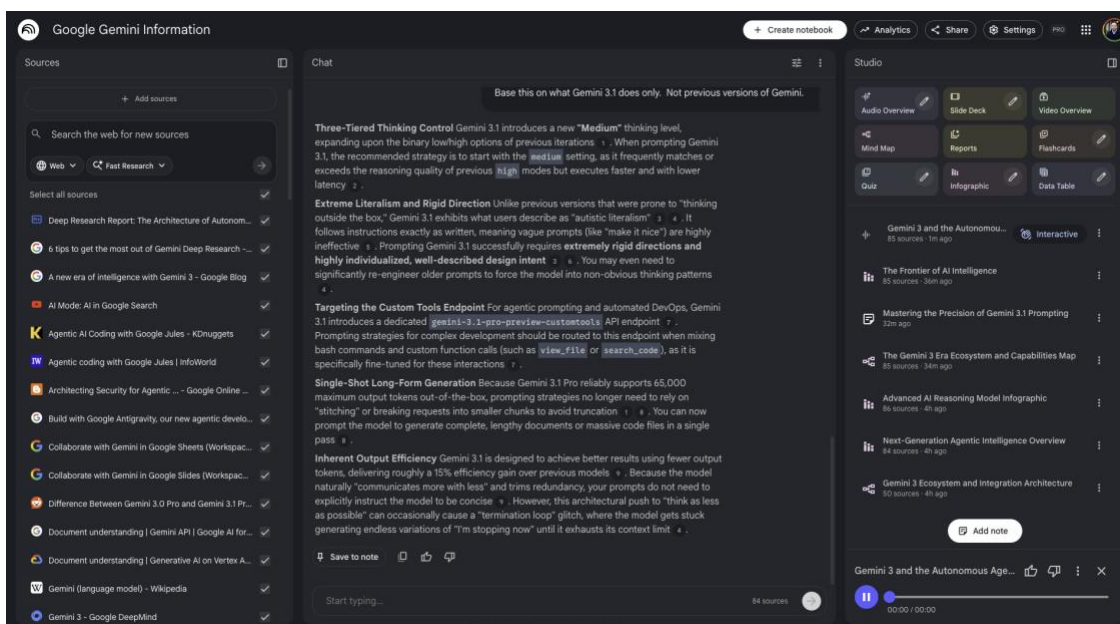 Google Gemini Information
+ Create notebook
Analytics
Share
Settings
PRO
Sources
+ Add sources
Search the web for new sources
Web
Fast Research
Select all sources
Deep Research Report: The Architecture of Autonom...
6 tips to get the most out of Gemini Deep Research -...
A new era of intelligence with Gemini 3 - Google Blog
AI Mode: AI in Google Search
Agentic AI Coding with Google Jules - KDnuggets
Agentic coding with Google Jules | InfoWorld
Architecting Security for Agentic ... - Google Online ...
Build with Google Antigravity, our new agentic develo...
Collaborate with Gemini in Google Sheets (Workspac...
Collaborate with Gemini in Google Slides (Workspac...
Difference Between Gemini 3.0 Pro and Gemini 3.1 Pr...
Document understanding | Gemini API | Google AI for...
Document understanding | Generative AI on Vertex A...
Gemini (language model) - Wikipedia
Gemini 3 - Google DeepMind
Chat
Base this on what Gemini 3.1 does only. Not previous versions of Gemini.
Three-Tiered Thinking Control Gemini 3.1 introduces a new "Medium" thinking level,
expanding upon the binary low/high options of previous iterations 1 . When prompting Gemini
3.1, the recommended strategy is to start with the medium setting, as it frequently matches or
exceeds the reasoning quality of previous high modes but executes faster and with lower
latency 2 .
Extreme Literalism and Rigid Direction Unlike previous versions that were prone to "thinking
outside the box," Gemini 3.1 exhibits what users describe as "autistic literalism" 3 4 . It
follows instructions exactly as written, meaning vague prompts (like "make it nice") are highly
ineffective 5 . Prompting Gemini 3.1 successfully requires extremely rigid directions and
highly individualized, well-described design intent 3 6 . You may even need to
significantly re-engineer older prompts to force the model into non-obvious thinking patterns
4 .
Targeting the Custom Tools Endpoint For agentic prompting and automated DevOps, Gemini
3.1 introduces a dedicated gemini-3.1-pro-preview-customtools API endpoint 7 .
Prompting strategies for complex development should be routed to this endpoint when mixing
bash commands and custom function calls (such as view_file or search_code), as it is
specifically fine-tuned for these interactions 7 .
Single-Shot Long-Form Generation Because Gemini 3.1 Pro reliably supports 65,000
maximum output tokens out-of-the-box, prompting strategies no longer need to rely on
"stitching" or breaking requests into smaller chunks to avoid truncation 1 8 . You can now
prompt the model to generate complete, lengthy documents or massive code files in a single
pass 8 .
Inherent Output Efficiency Gemini 3.1 is designed to achieve better results using fewer output
tokens, delivering roughly a 15% efficiency gain over previous models 9 . Because the model
naturally "communicates more with less" and trims redundancy, your prompts do not need to
explicitly instruct the model to be concise 9 . However, this architectural push to "think as less
as possible" can occasionally cause a "termination loop" glitch, where the model gets stuck
generating endless variations of "I'm stopping now" until it exhausts its context limit 4 .
Save to note
Start typing...
84 sources
Studio
Audio Overview
Slide Deck
Video Overview
Mind Map
Reports
Flashcards
Quiz
Infographic
Data Table
Gemini 3 and the Autonomou...
85 sources · 1m ago
Interactive
The Frontier of AI Intelligence
85 sources · 36m ago
Mastering the Precision of Gemini 3.1 Prompting
32m ago
The Gemini 3 Era Ecosystem and Capabilities Map
85 sources · 34m ago
Advanced AI Reasoning Model Infographic
86 sources · 4h ago
Next-Generation Agentic Intelligence Overview
84 sources · 4h ago
Gemini 3 Ecosystem and Integration Architecture
50 sources · 4h ago
Add note
Gemini 3 and the Autonomous Age...
00:00 / 00:00